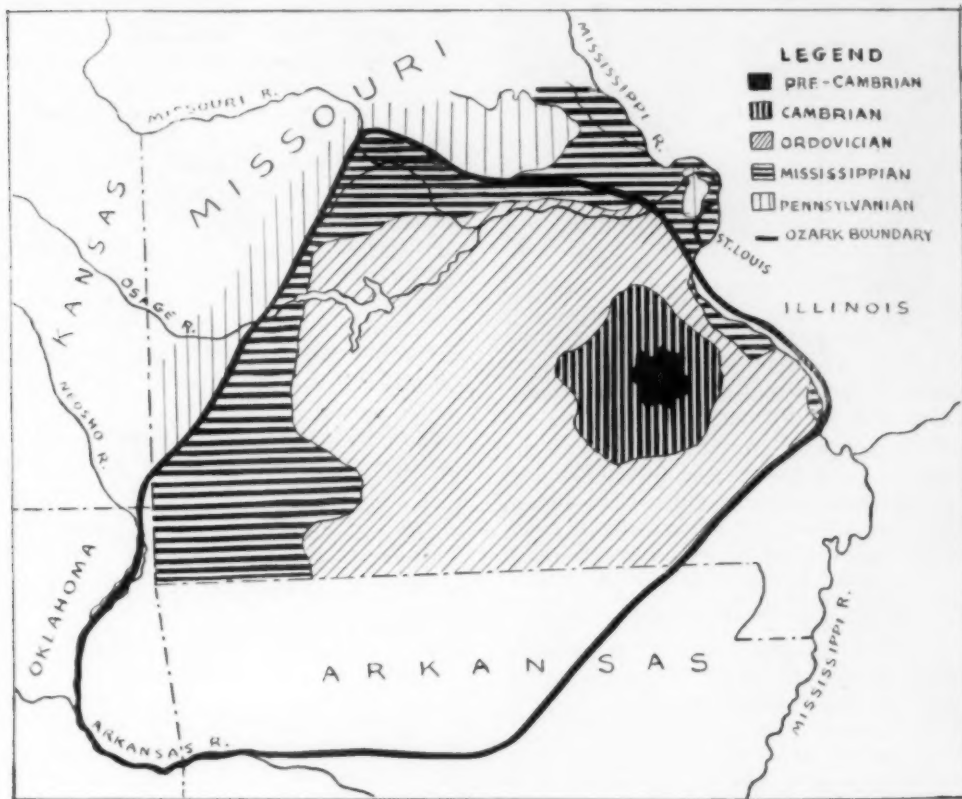 MISSOURI
MISSOURI R.
MISSISSIPPI R.
LEGEND
PRE-CAMBRIAN
CAMBRIAN
ORDOVICIAN
MISSISSIPPIAN
PENNSYLVANIAN
OZARK BOUNDARY
KANSAS
OSAGE R.
NEOSHO R.
ST. LOUIS
ILLINOIS
OKLAHOMA
ARKANSAS
ARKANSAS R.
MISSISSIPPI R.